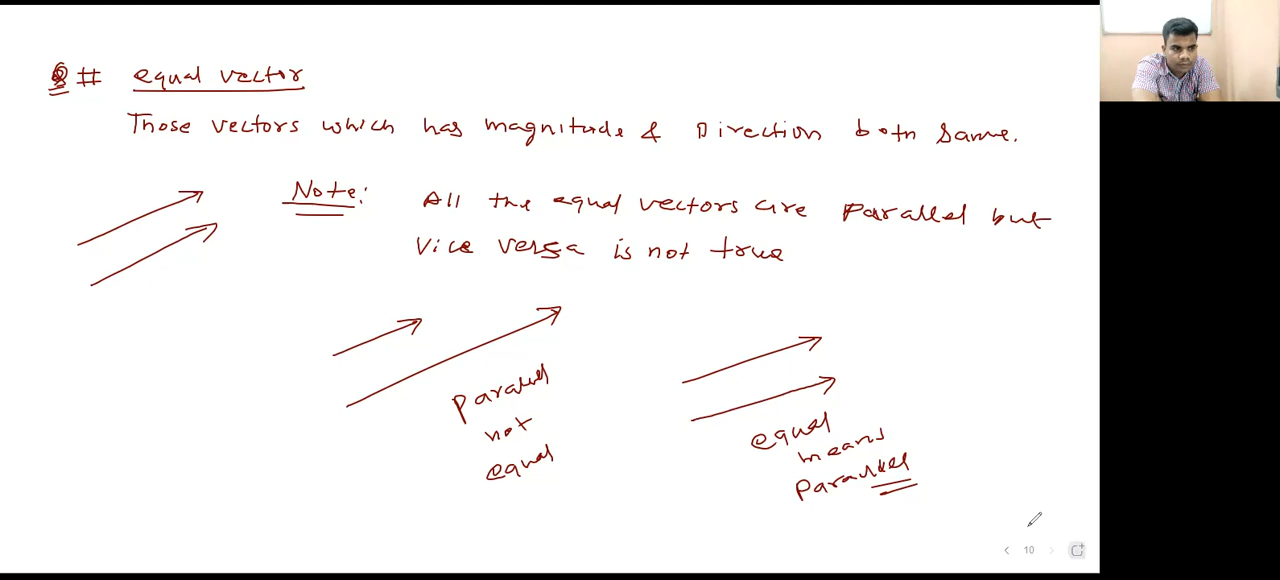 # equal vector
Those vectors which has magnitude & Direction both same.
Note: All the equal vectors are Parallel but
Vice versa is not true
Parallel
not
equal
equal
means
Parallel
10